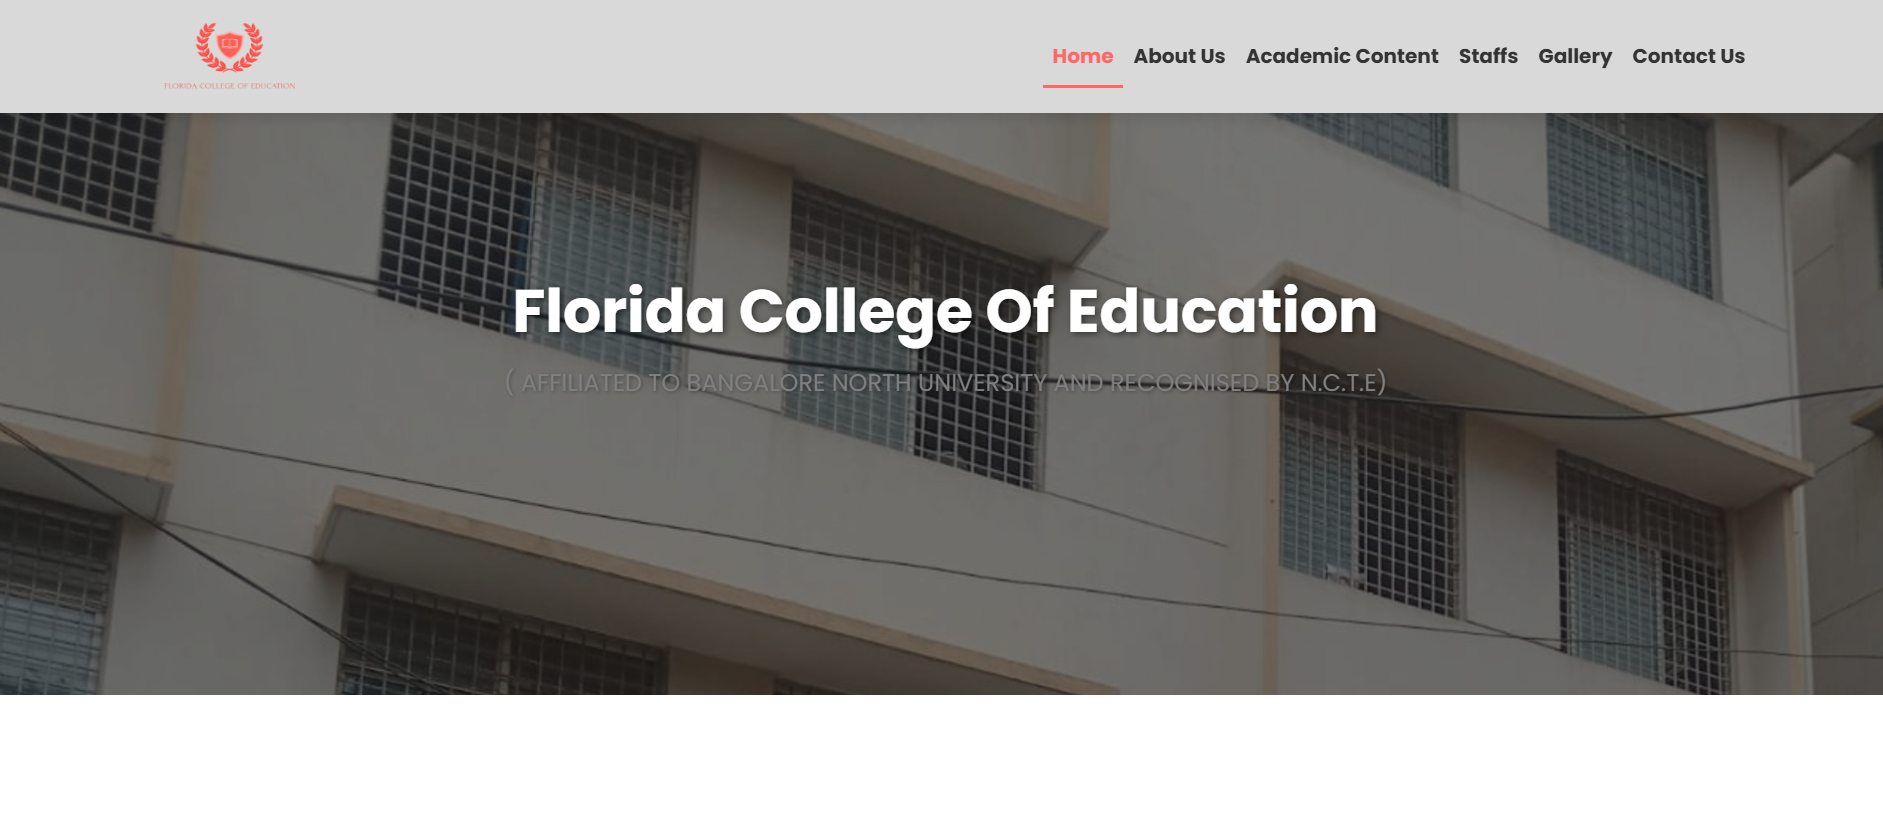 FLORIDA COLLEGE OF EDUCATION
Home About Us Academic Content Staffs Gallery Contact Us
Florida College Of Education
( AFFILIATED TO BANGALORE NORTH UNIVERSITY AND RECOGNISED BY N.C.T.E)